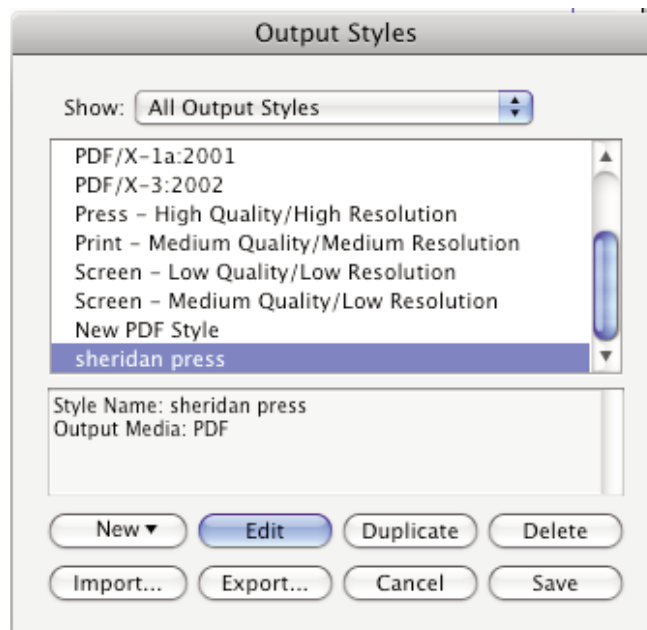 Output Styles
Show: All Output Styles
PDF/X-1a:2001
PDF/X-3:2002
Press – High Quality/High Resolution
Print – Medium Quality/Medium Resolution
Screen – Low Quality/Low Resolution
Screen – Medium Quality/Low Resolution
New PDF Style
sheridan press
Style Name: sheridan press
Output Media: PDF
New Edit Duplicate Delete
Import... Export... Cancel Save